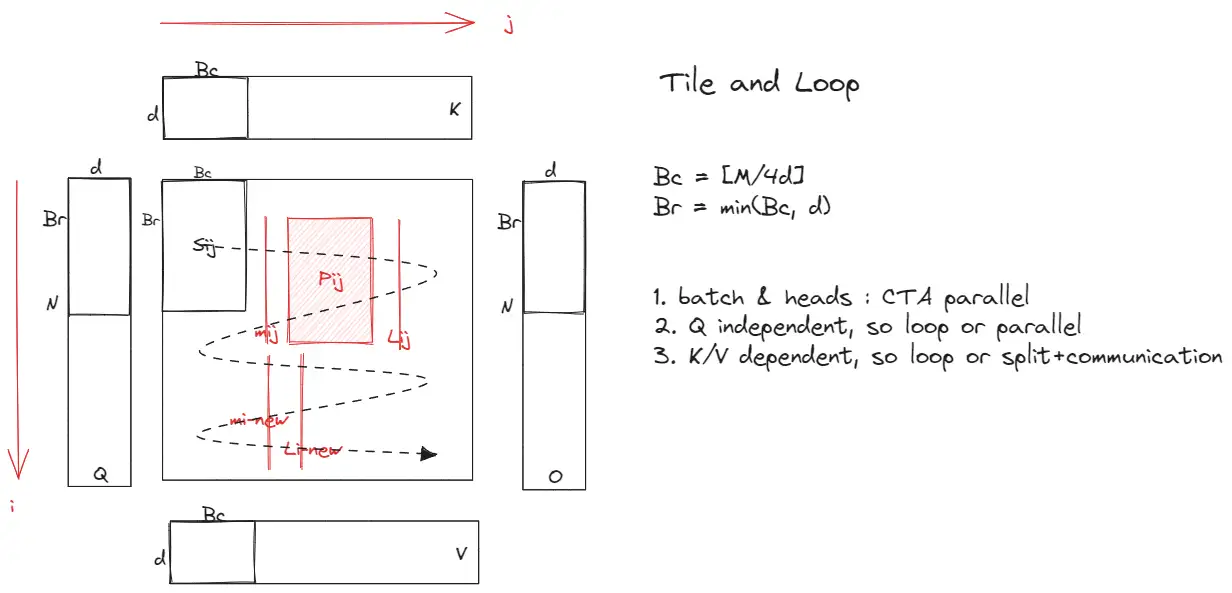 j
Bc
d
K
Tile and Loop
d
Bc
d
Bc = [M/4d]
Br = min(Bc, d)
Br
Br
Br
Sij
Pij
N
N
mij
Lij
1. batch & heads : CTA parallel
2. Q independent, so loop or parallel
3. K/V dependent, so loop or split+communication
mi-new
Li-new
Q
O
i
Bc
d
V